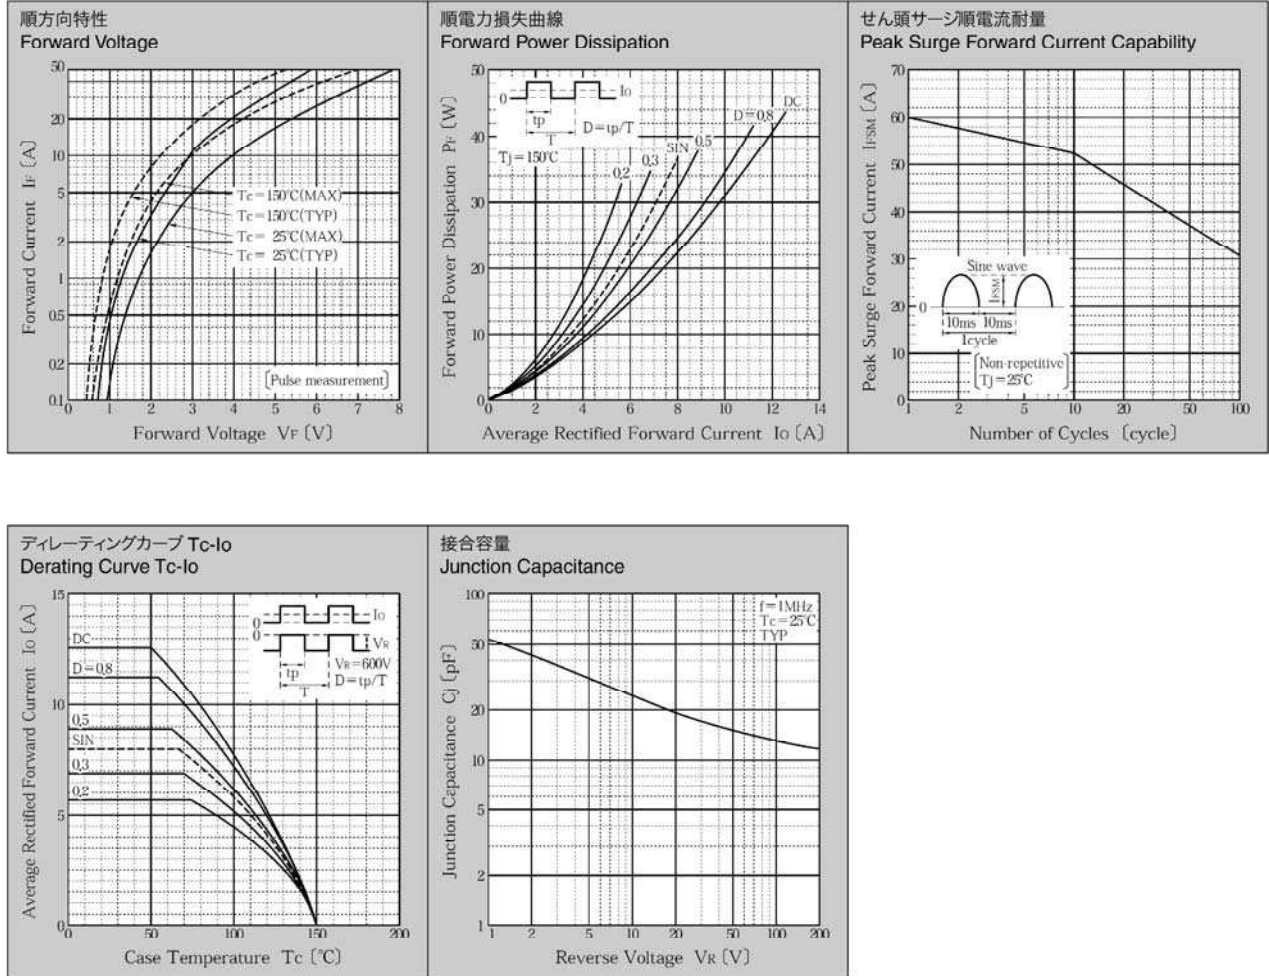 順方向特性
Forward Voltage
50
20
10
5
2
1
0.5
0.2
0.1
Forward Current IF [A]
Tc=150℃(MAX)
Tc=150℃(TYP)
Tc= 25℃(MAX)
Tc= 25℃(TYP)
[Pulse measurement]
0 1 2 3 4 5 6 7 8
Forward Voltage VF [V]
順電力損失曲線
Forward Power Dissipation
50
40
30
20
10
0
Forward Power Dissipation PF [W]
0
Io
tp
T
D=tp/T
Tj=150℃
DC
D=0.8
0.5
SIN
0.3
0.2
0 2 4 6 8 10 12 14
Average Rectified Forward Current Io [A]
せん頭サージ順電流耐量
Peak Surge Forward Current Capability
70
60
50
40
30
20
10
0
Peak Surge Forward Current IFSM [A]
Sine wave
0
IFSM
10ms 10ms
1cycle
[Non-repetitive
Tj=25℃]
1 2 5 10 20 50 100
Number of Cycles [cycle]
ディレーティングカーブ Tc-Io
Derating Curve Tc-Io
15
10
5
0
Average Rectified Forward Current Io [A]
DC
D=0.8
0.5
SIN
0.3
0.2
0
Io
0
VR
tp
T
VR=600V
D=tp/T
0 50 100 150 200
Case Temperature Tc [℃]
接合容量
Junction Capacitance
100
50
20
10
5
2
1
Junction Capacitance Cj [pF]
f=1MHz
Tc=25℃
TYP
1 2 5 10 20 50 100 200
Reverse Voltage VR [V]